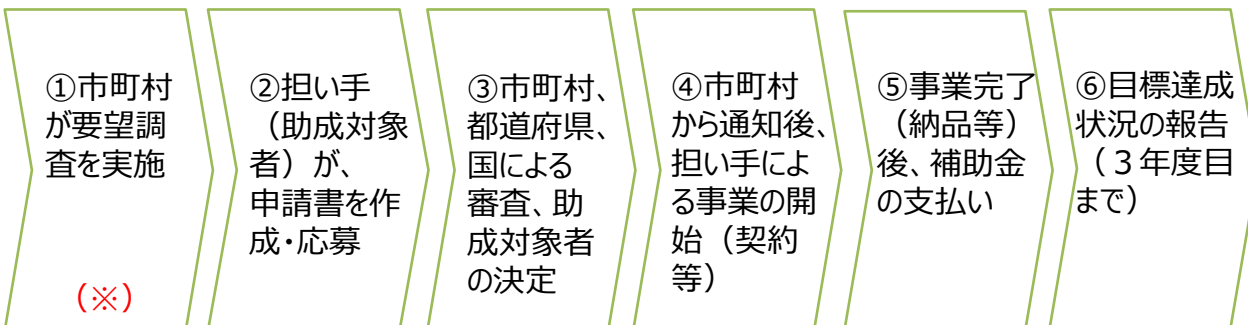 ①市町村
が要望調
査を実施
（※）
②担い手
（助成対象
者）が、
申請書を作
成・応募
③市町村、
都道府県、
国による
審査、助
成対象者
の決定
④市町村
から通知後、
担い手によ
る事業の開
始（契約
等）
⑤事業完了
（納品等）
後、補助金
の支払い
⑥目標達成
状況の報告
（３年度目
まで）